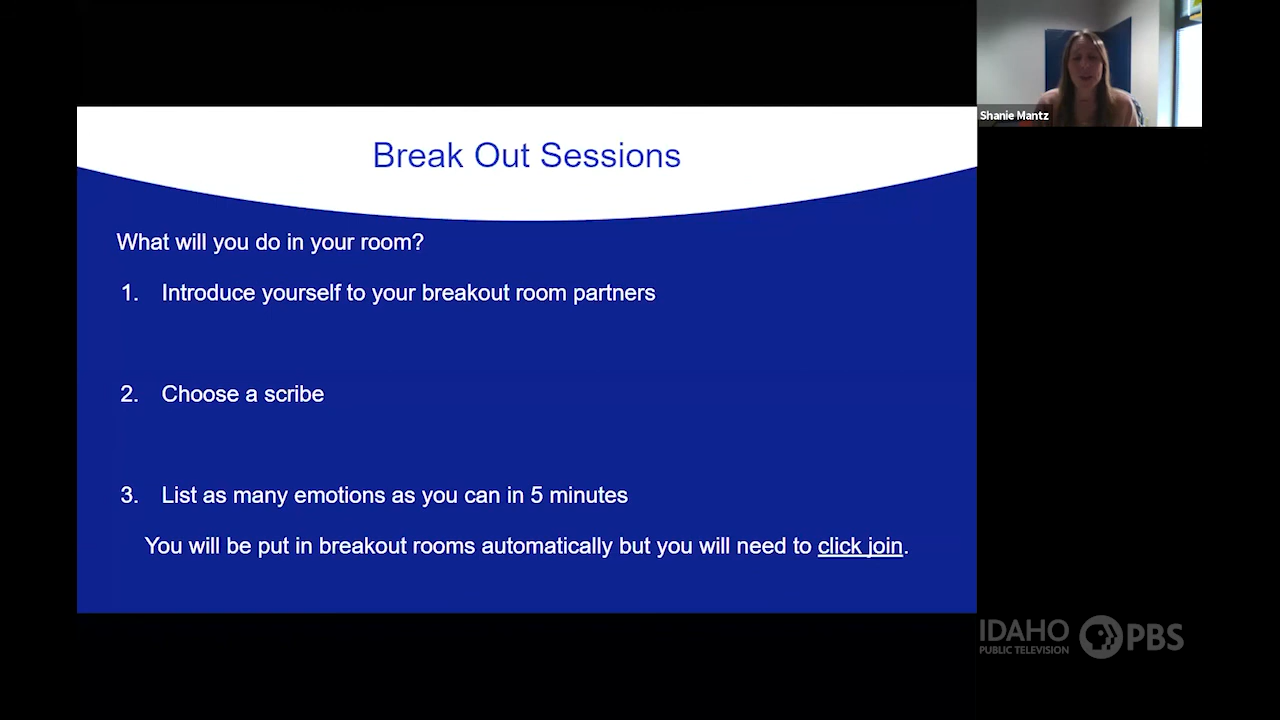 Shanie Mantz
Break Out Sessions
What will you do in your room?
1. Introduce yourself to your breakout room partners
2. Choose a scribe
3. List as many emotions as you can in 5 minutes
You will be put in breakout rooms automatically but you will need to click join.
IDAHO
PUBLIC TELEVISION
PBS